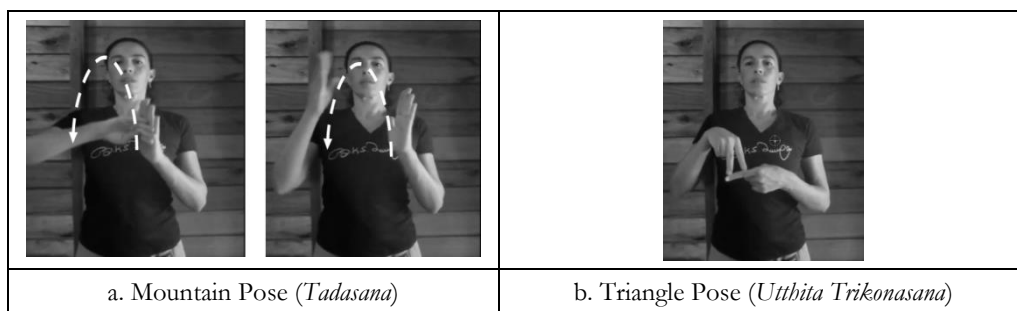 a. Mountain Pose (Tadasana)
b. Triangle Pose (Utthita Trikonasana)